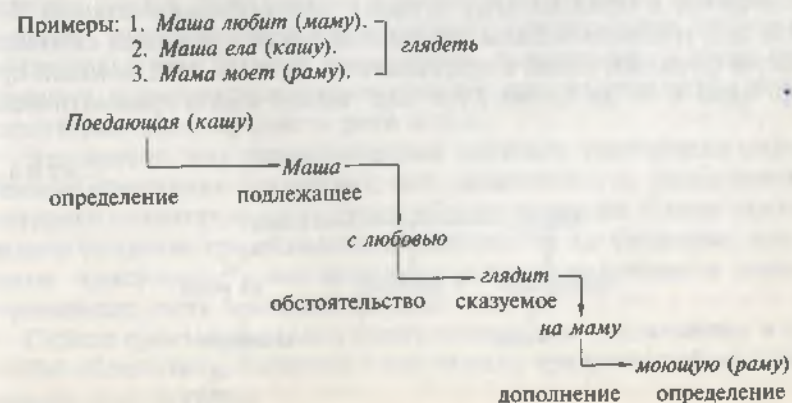 Примеры: 1. Маша любит (маму).
2. Маша ела (кашу).
глядеть
3. Мама моет (раму).
Поедающая (кашу)
Маша
определение подлежащее
с любовью
глядит
обстоятельство сказуемое
на маму
моющую (раму)
дополнение определение